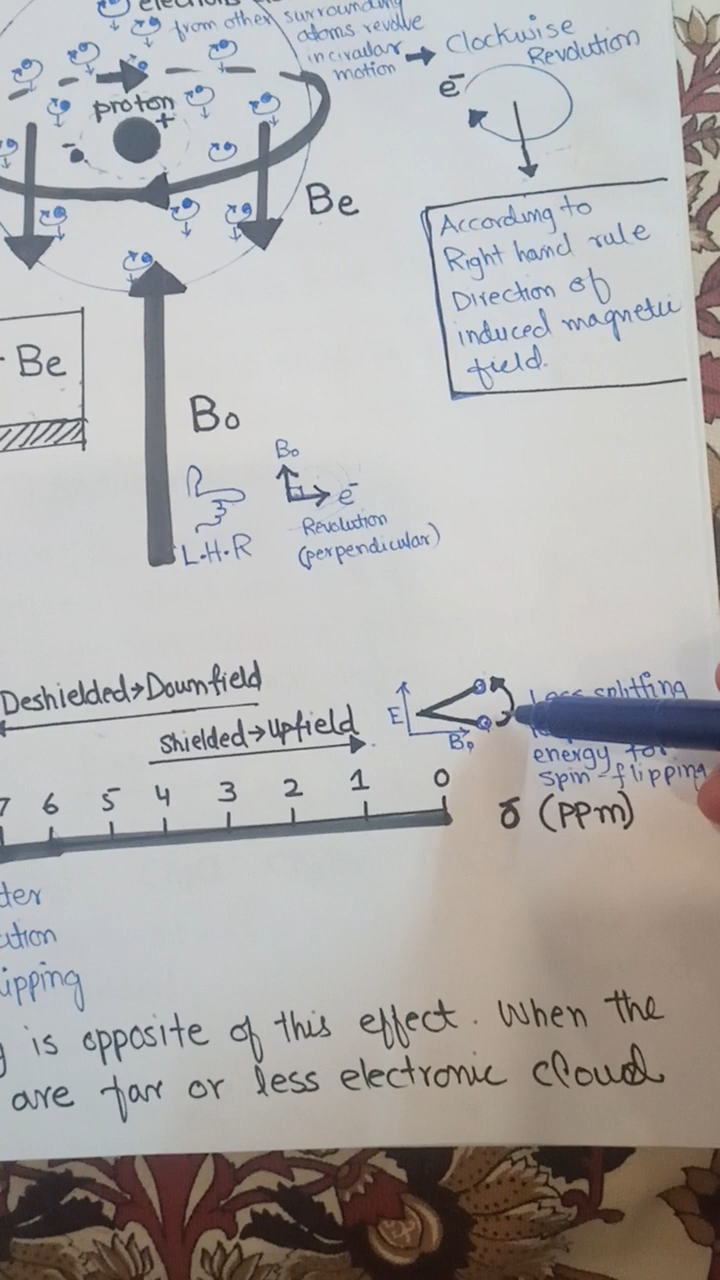 electrons
from other surrounding
atoms revolve
in circular
motion → Clockwise
Revolution
e-
proton
+
-
Be
According to
Right hand rule
Direction of
induced magnetic
field.
Be
Bo
Bo
e-
Revolution
(perpendicular)
L.H.R
Deshielded→Downfield
Shielded→Upfield
E
Bo
splitting
energy for
spin-flipping
7 6 5 4 3 2 1 0
δ (ppm)
is opposite of this effect. When the
are far or less electronic cloud